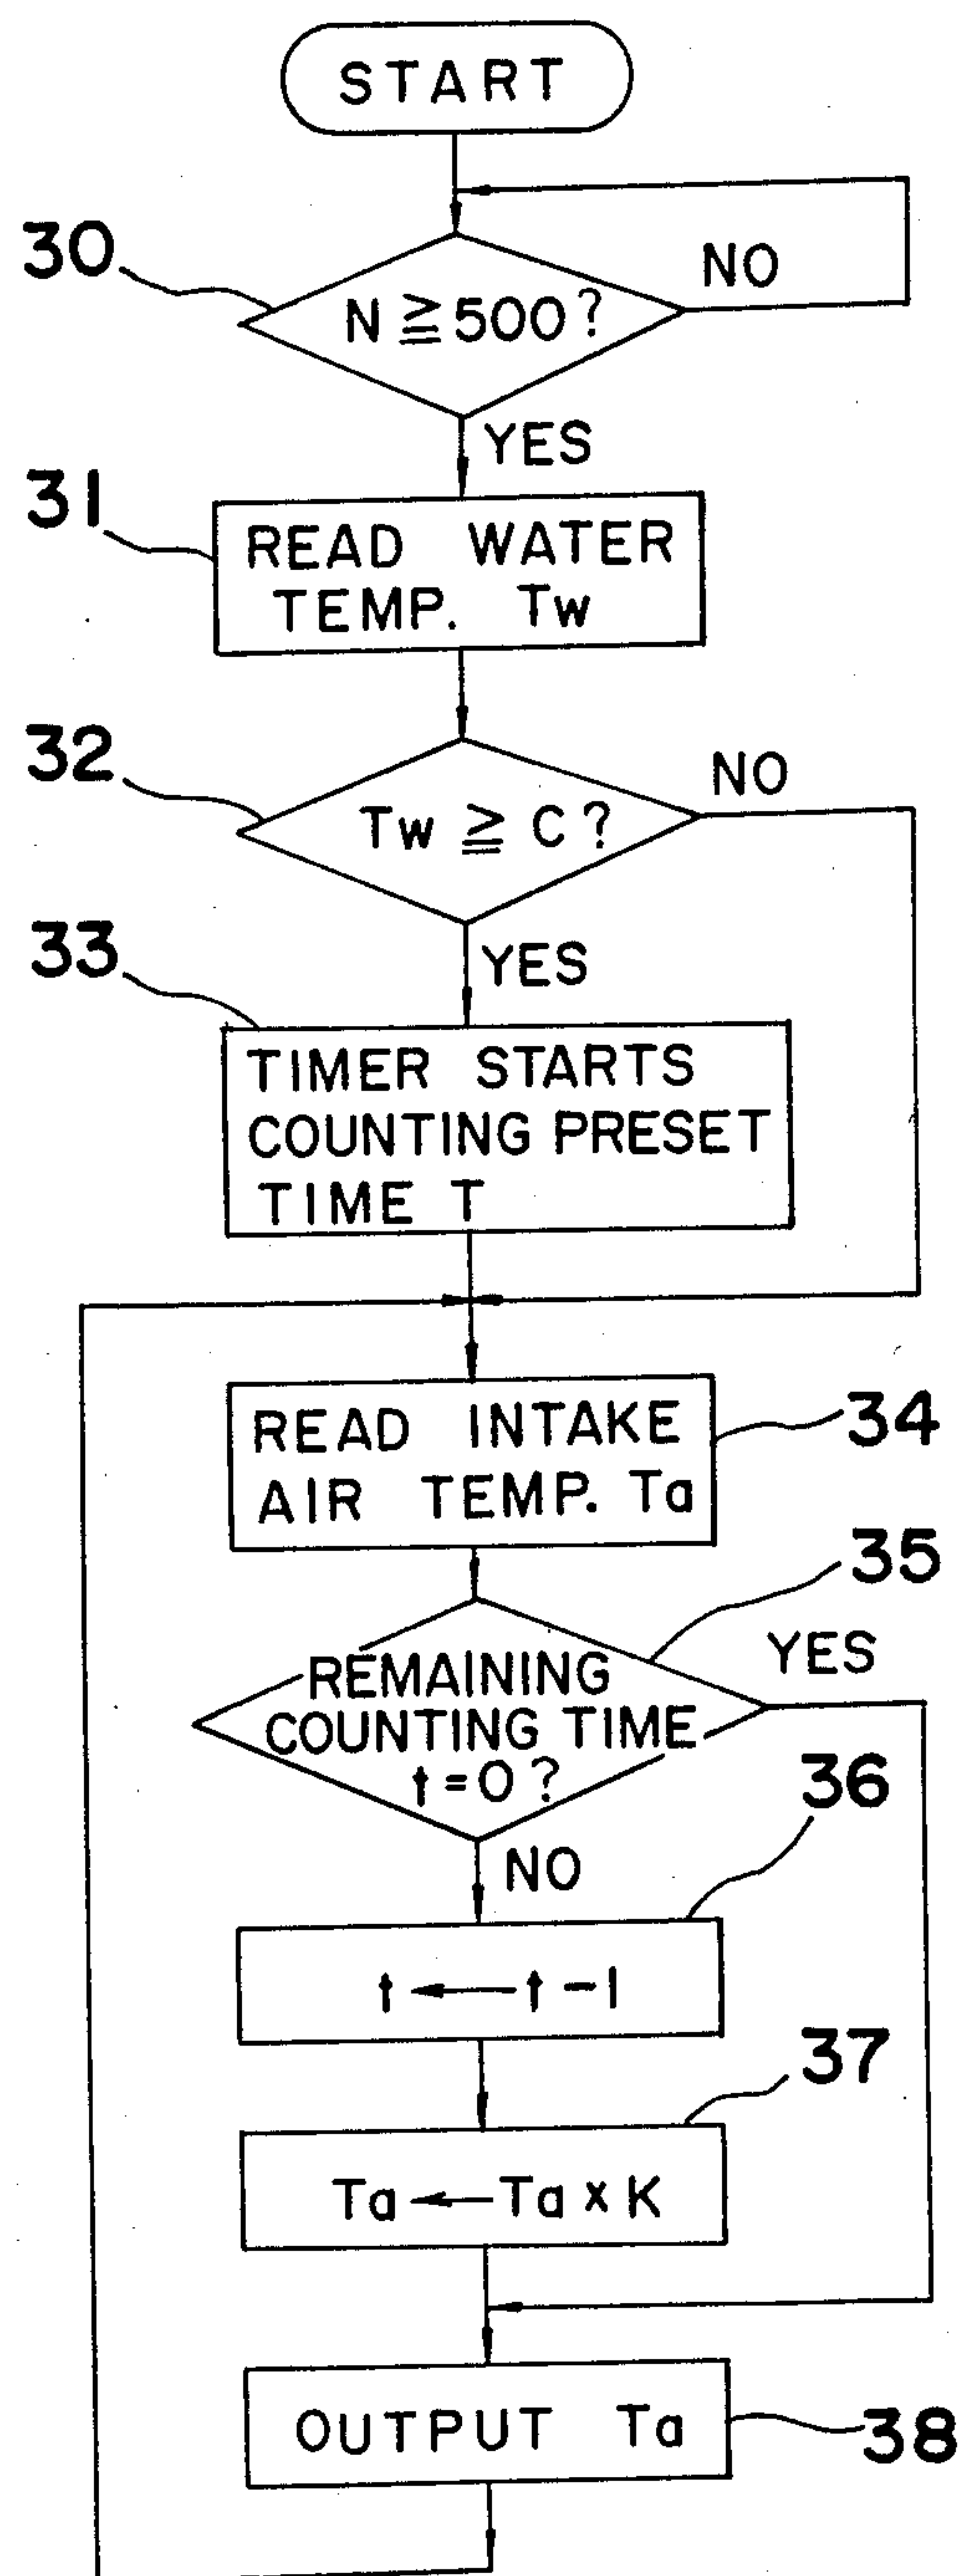 START
30
NO
N ≧ 500?
YES
31
READ WATER
TEMP. Tw
32
NO
Tw ≧ C?
33
YES
TIMER STARTS
COUNTING PRESET
TIME T
READ INTAKE
AIR TEMP. Ta
34
35
YES
REMAINING
COUNTING TIME
t=0?
36
NO
t ← t-1
37
Ta ← Ta x K
OUTPUT Ta
38